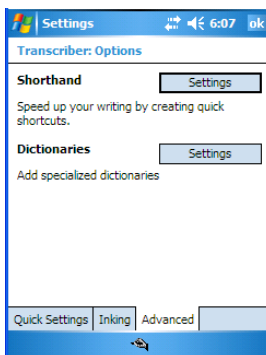 Settings 6:07 ok
Transcriber: Options
Shorthand Settings
Speed up your writing by creating quick
shortcuts.
Dictionaries Settings
Add specialized dictionaries
Quick Settings Inking Advanced